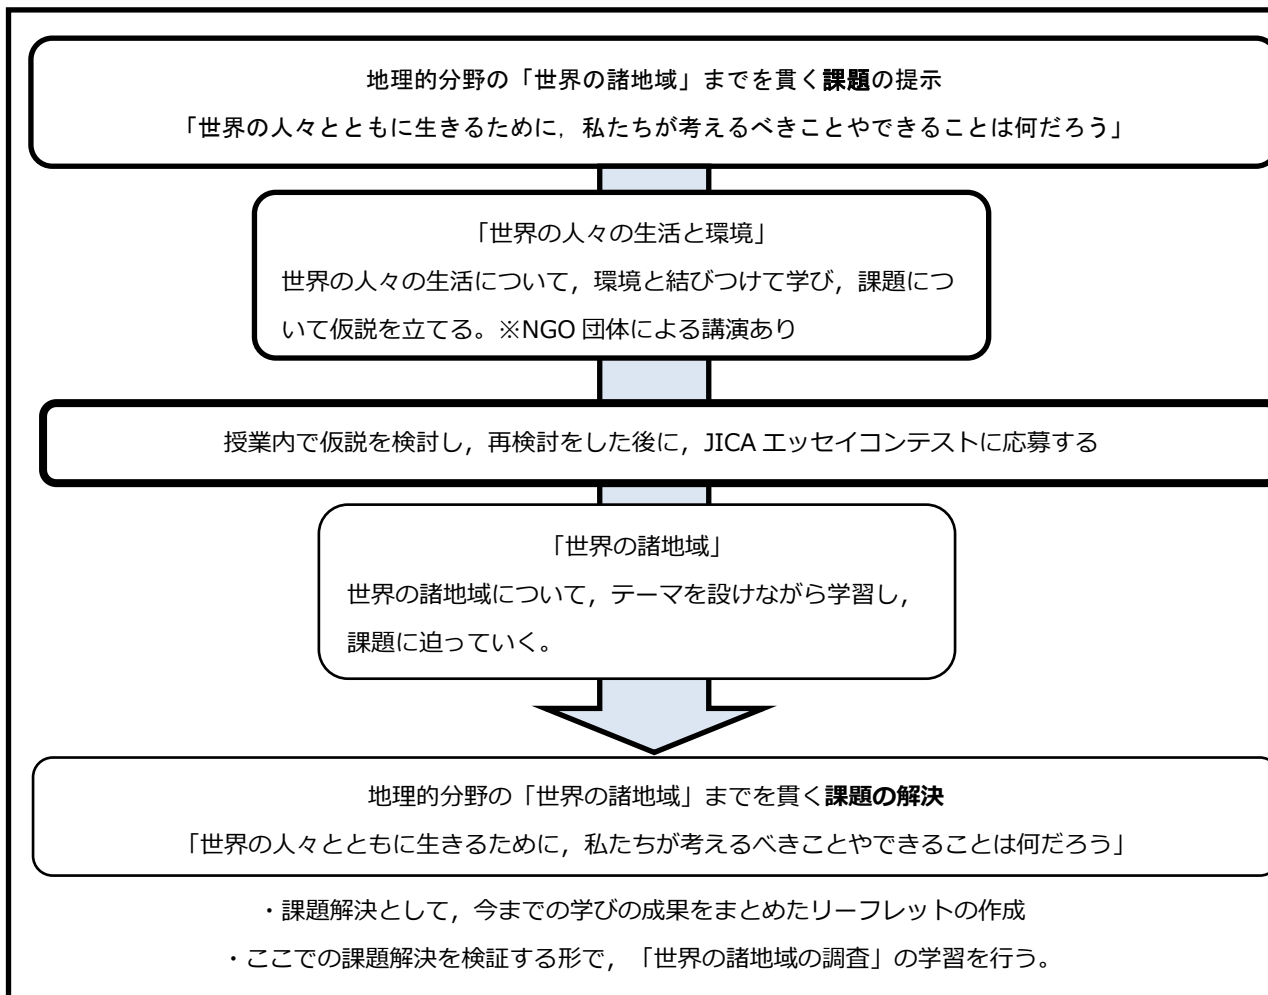 地理的分野の「世界の諸地域」までを貫く課題の提示
「世界の人々とともに生きるために，私たちが考えるべきことやできることは何だろう」
「世界の人々の生活と環境」
世界の人々の生活について，環境と結びつけて学び，課題につ
いて仮説を立てる。※NGO 団体による講演あり
授業内で仮説を検討し，再検討をした後に，JICA エッセイコンテストに応募する
「世界の諸地域」
世界の諸地域について，テーマを設けながら学習し，
課題に迫っていく。
地理的分野の「世界の諸地域」までを貫く課題の解決
「世界の人々とともに生きるために，私たちが考えるべきことやできることは何だろう」
・課題解決として，今までの学びの成果をまとめたリーフレットの作成
・ここでの課題解決を検証する形で，「世界の諸地域の調査」の学習を行う。